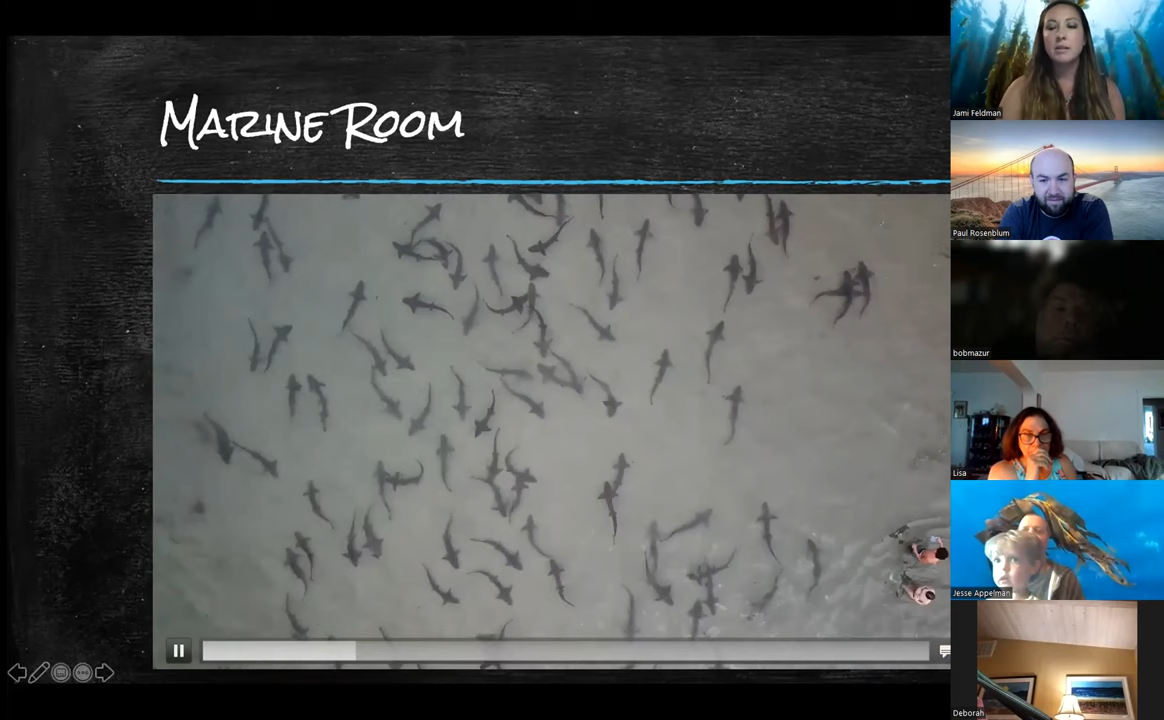 MARINE ROOM
Jami Feldman
Paul Rosenblum
bobmazur
Lisa
Jesse Appelman
Deborah